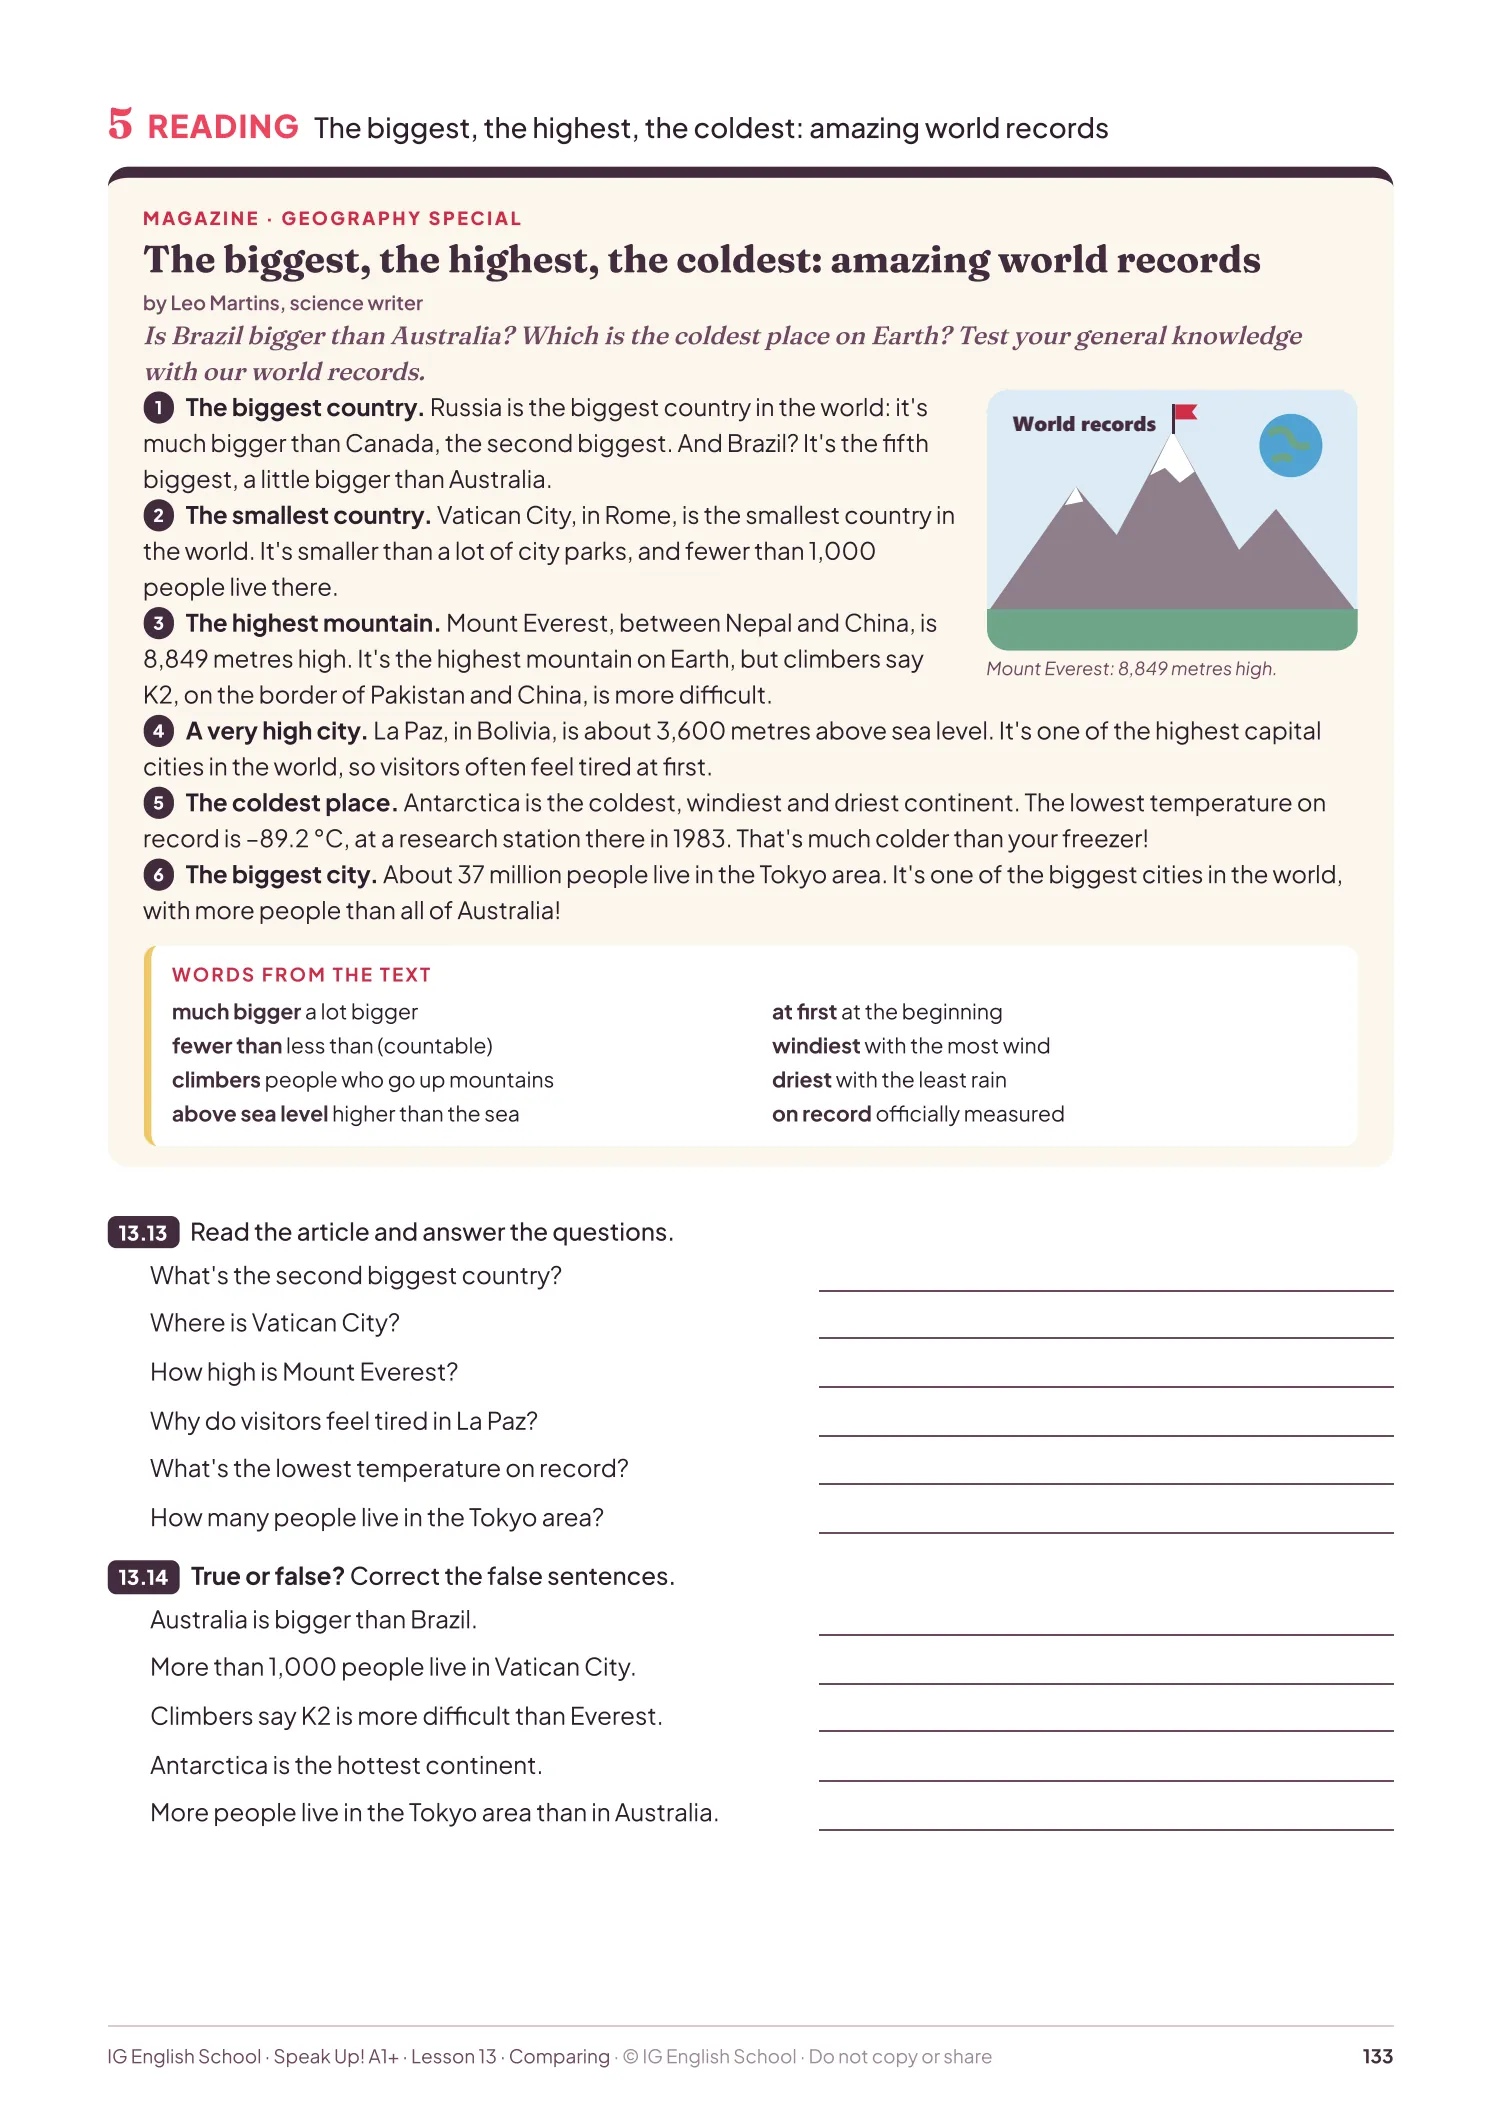 5 READING The biggest, the highest, the coldest: amazing world records
MAGAZINE · GEOGRAPHY SPECIAL
The biggest, the highest, the coldest: amazing world records
by Leo Martins, science writer
Is Brazil bigger than Australia? Which is the coldest place on Earth? Test your general knowledge
with our world records.
1 The biggest country. Russia is the biggest country in the world: it's
much bigger than Canada, the second biggest. And Brazil? It's the fifth
biggest, a little bigger than Australia.
2 The smallest country. Vatican City, in Rome, is the smallest country in
the world. It's smaller than a lot of city parks, and fewer than 1,000
people live there.
3 The highest mountain. Mount Everest, between Nepal and China, is
8,849 metres high. It's the highest mountain on Earth, but climbers say
K2, on the border of Pakistan and China, is more difficult.
World records
Mount Everest: 8,849 metres high.
4 A very high city. La Paz, in Bolivia, is about 3,600 metres above sea level. It's one of the highest capital
cities in the world, so visitors often feel tired at first.
5 The coldest place. Antarctica is the coldest, windiest and driest continent. The lowest temperature on
record is –89.2 °C, at a research station there in 1983. That's much colder than your freezer!
6 The biggest city. About 37 million people live in the Tokyo area. It's one of the biggest cities in the world,
with more people than all of Australia!
WORDS FROM THE TEXT
much bigger a lot bigger
fewer than less than (countable)
climbers people who go up mountains
above sea level higher than the sea
at first at the beginning
windiest with the most wind
driest with the least rain
on record officially measured
13.13 Read the article and answer the questions.
What's the second biggest country?
Where is Vatican City?
How high is Mount Everest?
Why do visitors feel tired in La Paz?
What's the lowest temperature on record?
How many people live in the Tokyo area?
13.14 True or false? Correct the false sentences.
Australia is bigger than Brazil.
More than 1,000 people live in Vatican City.
Climbers say K2 is more difficult than Everest.
Antarctica is the hottest continent.
More people live in the Tokyo area than in Australia.
IG English School · Speak Up! A1+ · Lesson 13 · Comparing · © IG English School · Do not copy or share
133